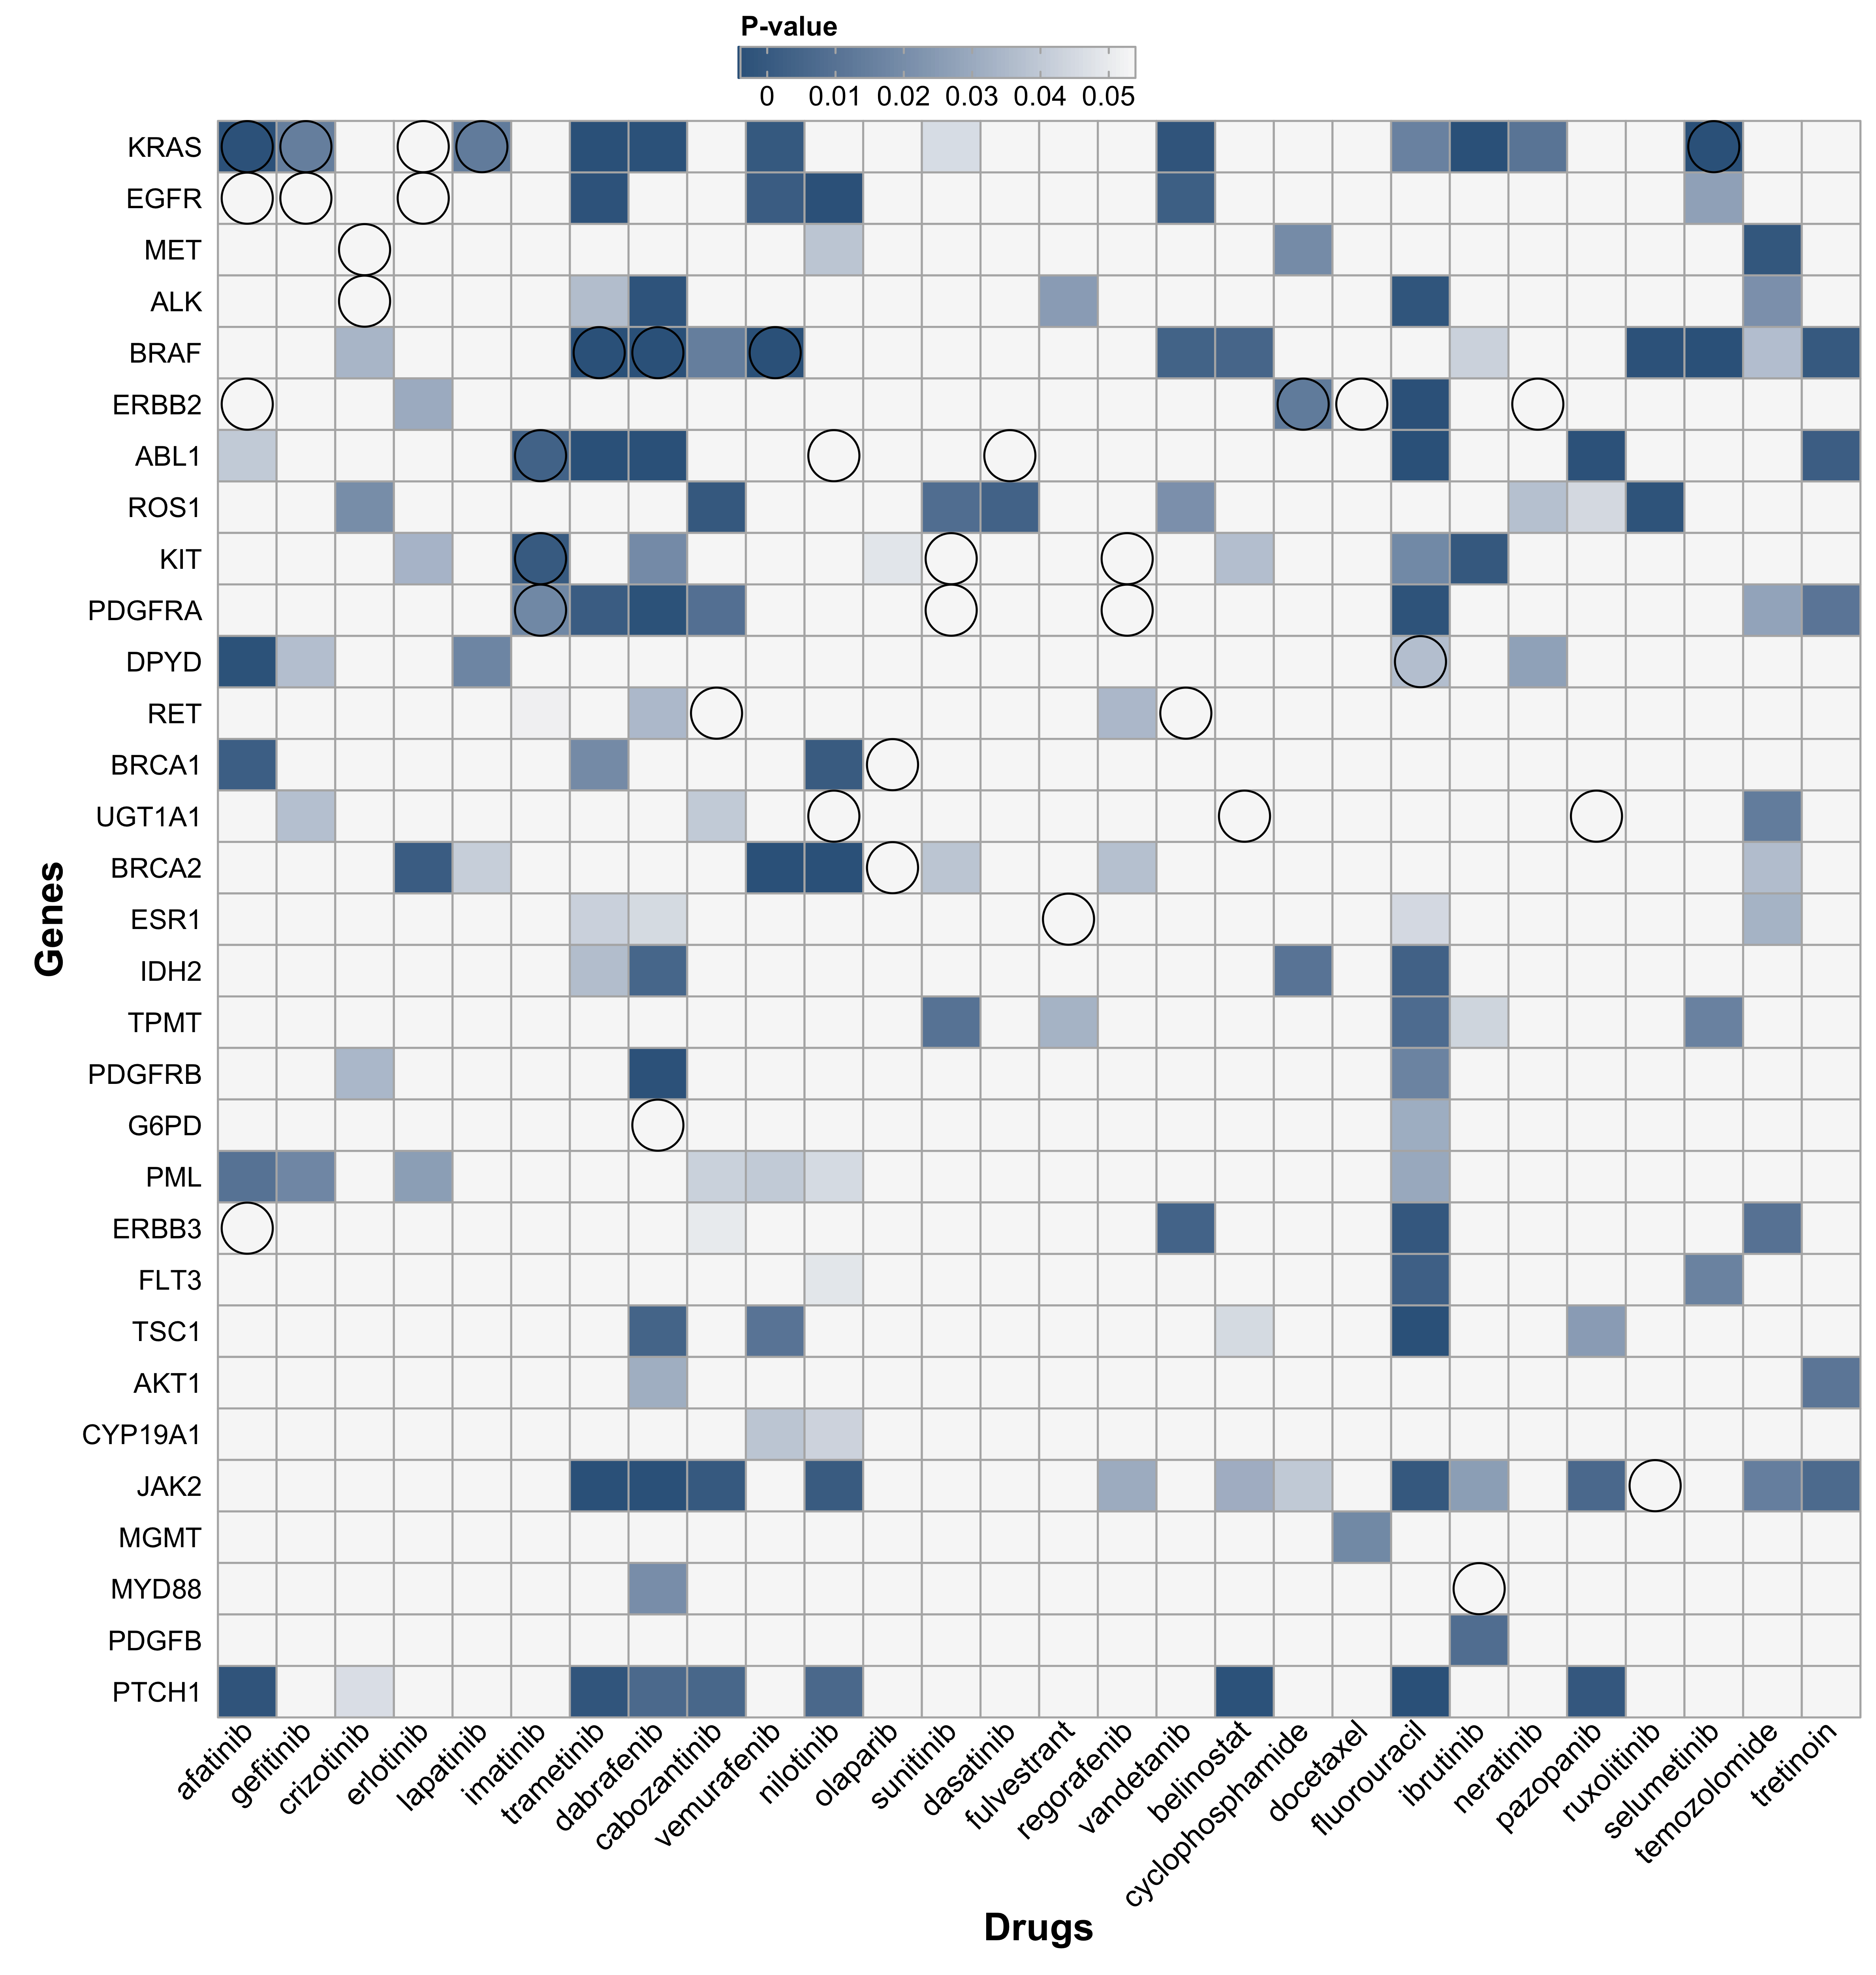 P-value
0 0.01 0.02 0.03 0.04 0.05
KRAS
EGFR
MET
ALK
BRAF
ERBB2
ABL1
ROS1
KIT
PDGFRA
DPYD
RET
BRCA1
UGT1A1
BRCA2
ESR1
IDH2
TPMT
PDGFRB
G6PD
PML
ERBB3
FLT3
TSC1
AKT1
CYP19A1
JAK2
MGMT
MYD88
PDGFB
PTCH1
Genes
afatinib
gefitinib
crizotinib
erlotinib
lapatinib
imatinib
trametinib
dabrafenib
cabozantinib
vemurafenib
nilotinib
olaparib
sunitinib
dasatinib
fulvestrant
regorafenib
vandetanib
belinostat
cyclophosphamide
docetaxel
fluorouracil
ibrutinib
neratinib
pazopanib
ruxolitinib
selumetinib
temozolomide
tretinoin
Drugs